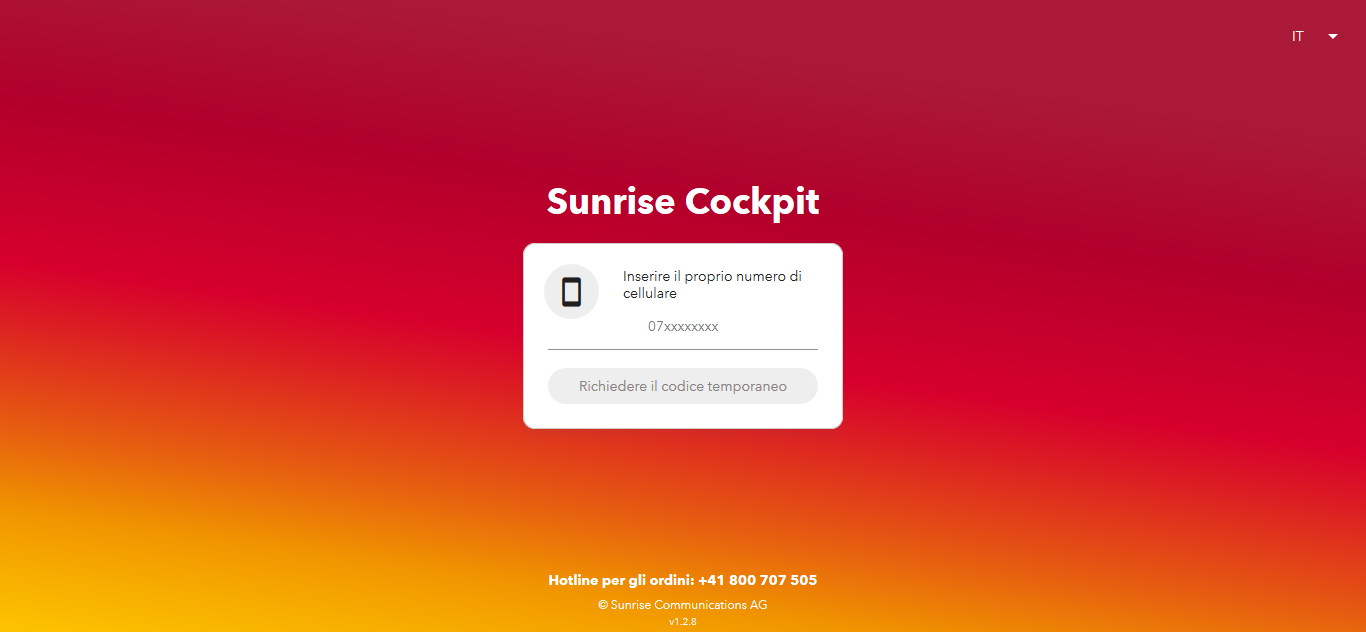 IT
Sunrise Cockpit
Inserire il proprio numero di
cellulare
07xxxxxxxx
Richiedere il codice temporaneo
Hotline per gli ordini: +41 800 707 505
© Sunrise Communications AG
v1.2.8